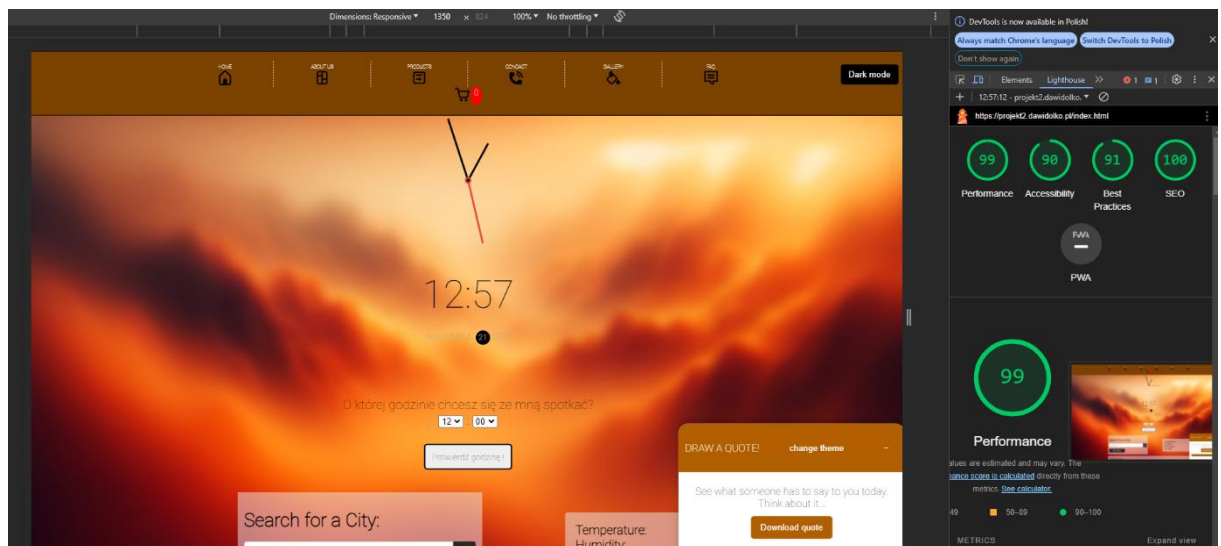 Dimensions: Responsive 1350 x 824 100% No throttling
HOME ABOUT US PRODUCTS CONTACT GALLERY FAQ
Dark mode
0
12:57
21
O której godzinie chcesz się ze mną spotkać?
12 : 00
Potwierdź godzinę!
Search for a City:
Temperature:
Humidity:
DRAW A QUOTE! change theme −
See what someone has to say to you today.
Think about it...
Download quote
DevTools is now available in Polish!
Always match Chrome's language Switch DevTools to Polish
Don't show again
Elements Lighthouse >> 1 1
12:57:12 - projekt2.dawidolko.
https://projekt2.dawidolko.pl/index.html
99 90 91 100
Performance Accessibility Best Practices SEO
PWA
PWA
99
Performance
alues are estimated and may vary. The
ance score is calculated directly from these
metrics. See calculator.
49 50–89 90–100
METRICS Expand view